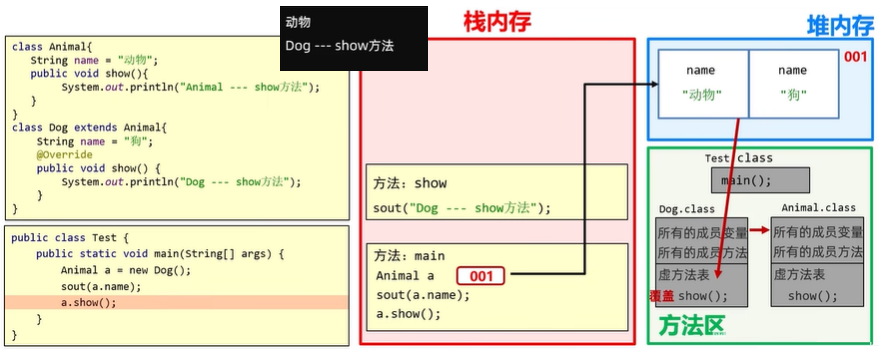 动物
Dog --- show方法
class Animal{
String name = "动物";
public void show(){
System.out.println("Animal --- show方法");
}
}
class Dog extends Animal{
String name = "狗";
@Override
public void show() {
System.out.println("Dog --- show方法");
}
}
public class Test {
public static void main(String[] args) {
Animal a = new Dog();
sout(a.name);
a.show();
}
}
栈内存
方法: show
sout("Dog --- show方法");
方法: main
Animal a 001
sout(a.name);
a.show();
堆内存
001
name name
"动物" "狗"
Test.class
main();
Dog.class Animal.class
所有的成员变量 所有的成员变量
所有的成员方法 所有的成员方法
虚方法表 虚方法表
覆盖 show(); show();
方法区